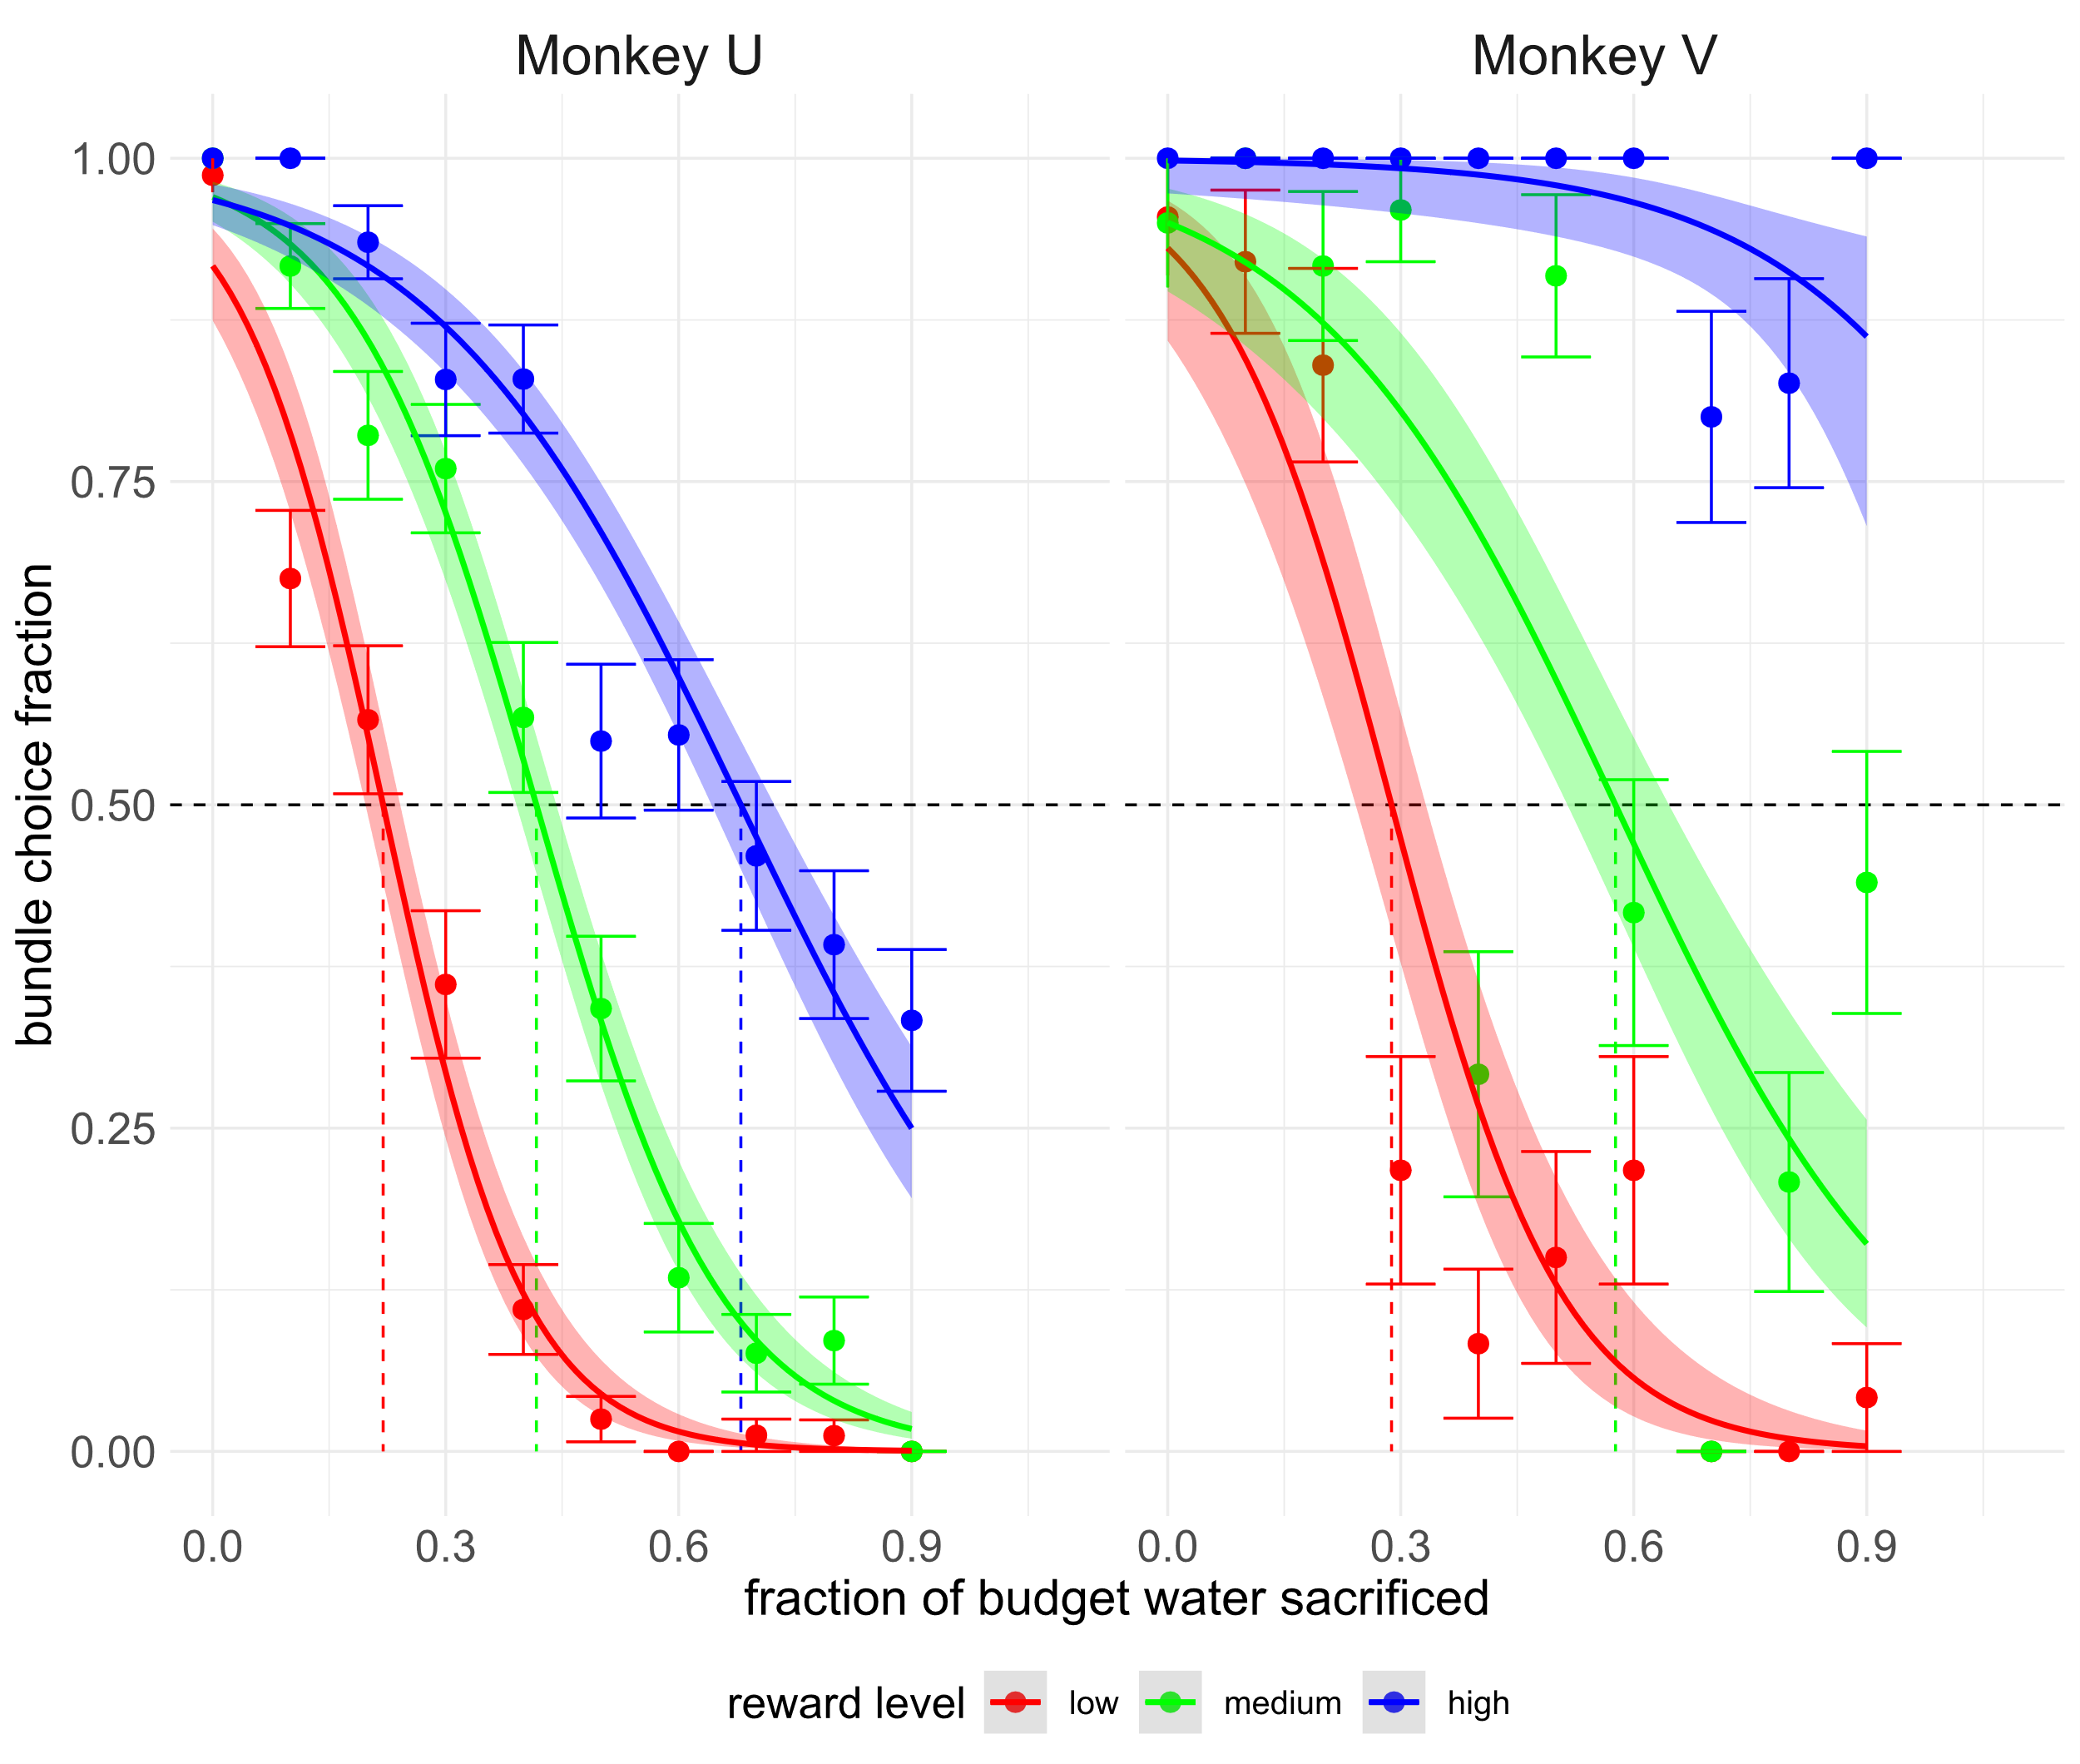 Monkey U
Monkey V
bundle choice fraction
1.00
0.75
0.50
0.25
0.00
0.0 0.3 0.6 0.9
0.0 0.3 0.6 0.9
fraction of budget water sacrificed
reward level low medium high